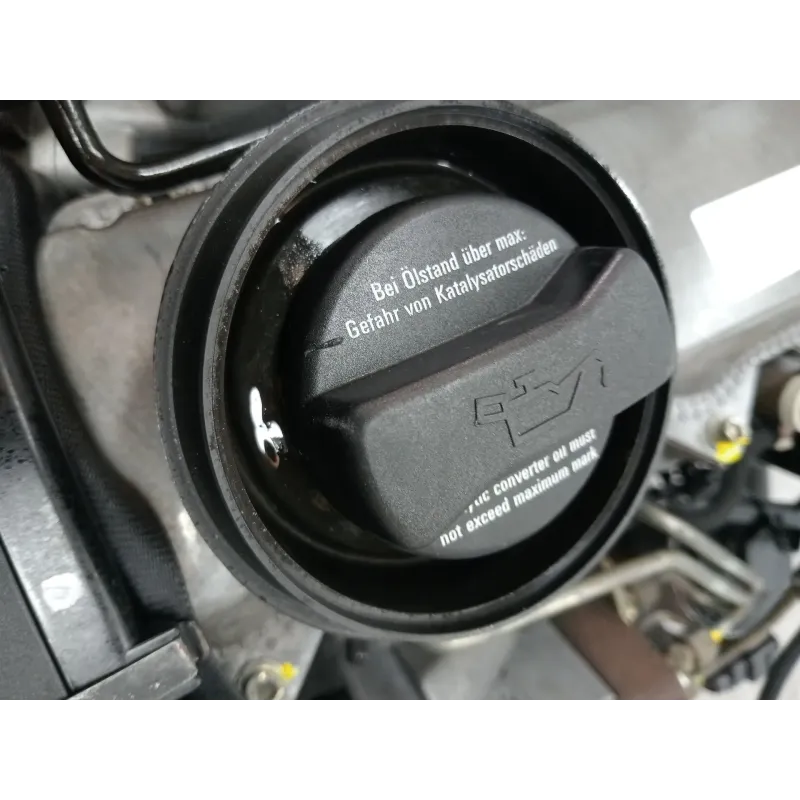 Bei Ölstand über max:
Gefahr von Katalysatorschäden
converter oil must
not exceed maximum mark